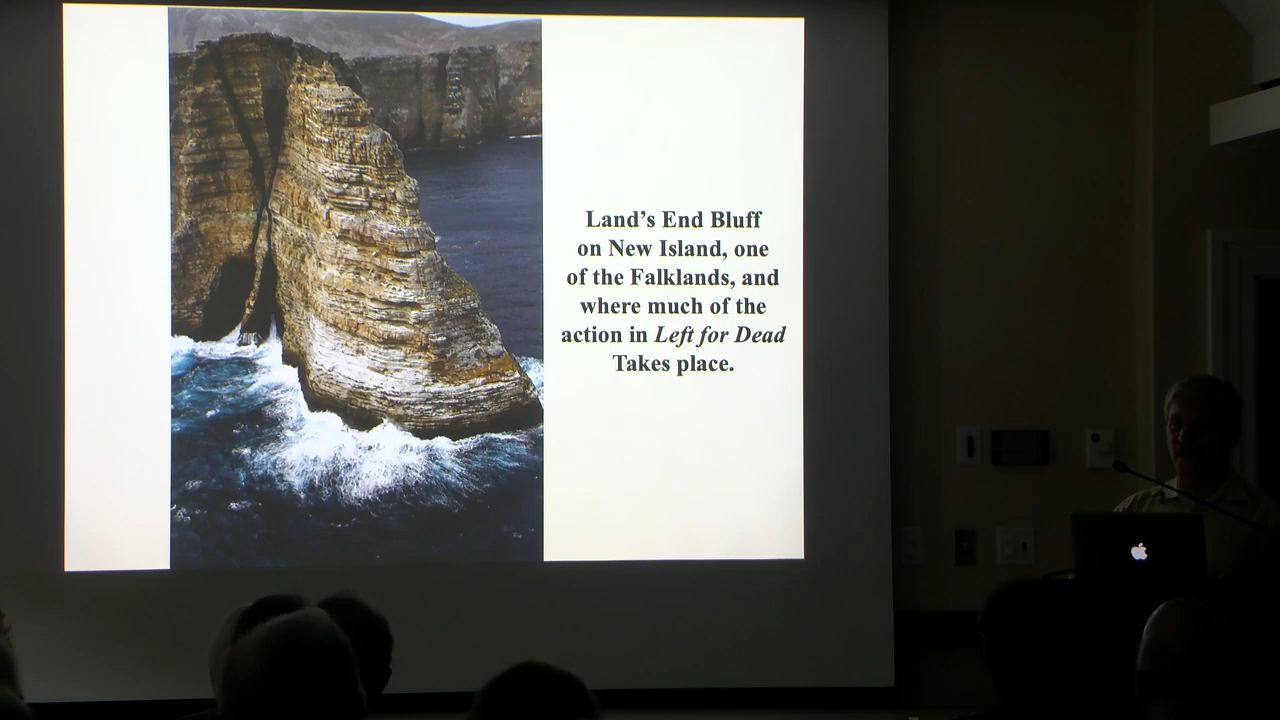 Land’s End Bluff
on New Island, one
of the Falklands, and
where much of the
action in Left for Dead
Takes place.